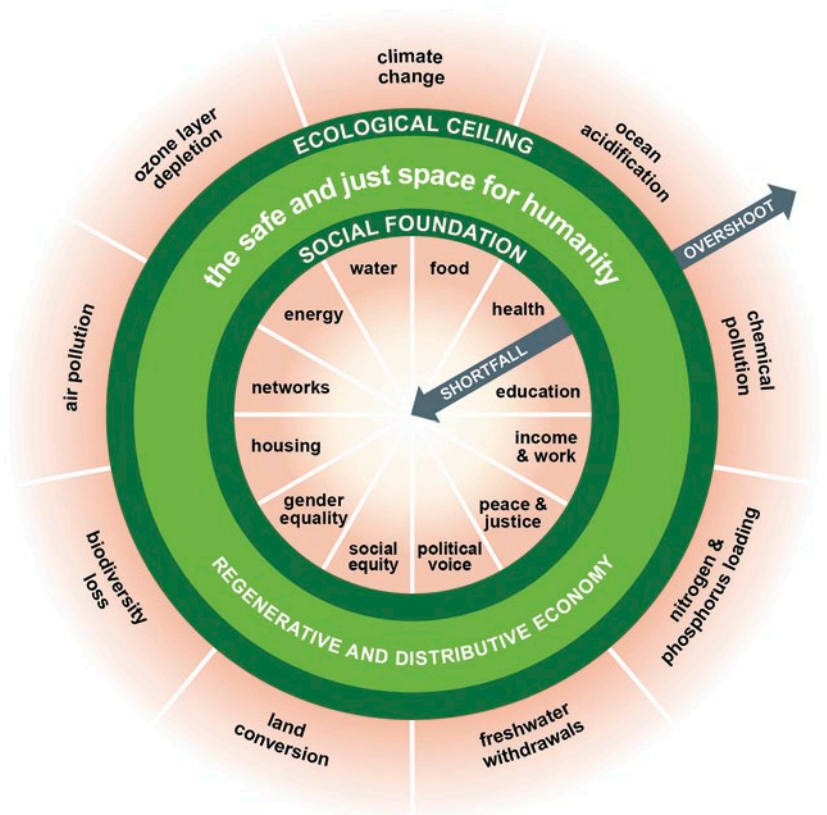 climate
change
ocean
acidification
chemical
pollution
nitrogen &
phosphorus loading
freshwater
withdrawals
land
conversion
biodiversity
loss
air pollution
ozone layer
depletion
OVERSHOOT
ECOLOGICAL CEILING
the safe and just space for humanity
SOCIAL FOUNDATION
water
food
health
SHORTFALL
education
income
& work
peace &
justice
political
voice
social
equity
gender
equality
housing
networks
energy
REGENERATIVE AND DISTRIBUTIVE ECONOMY